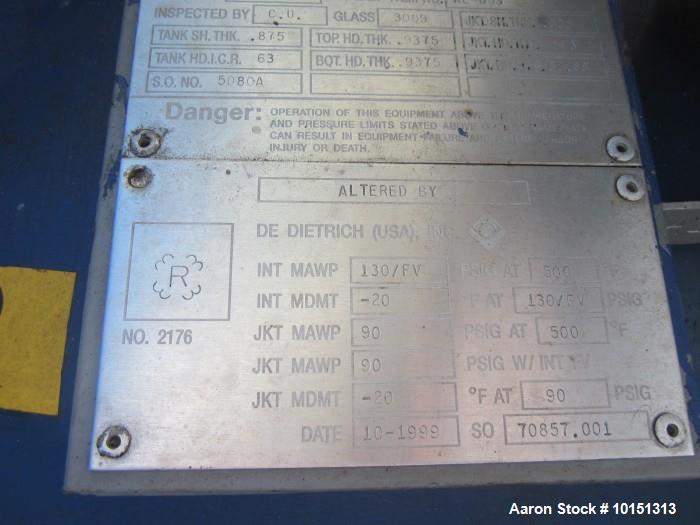 INSPECTED BY C.U. GLASS 3009
TANK SH. THK. .875 TOP HD. THK. .9375
TANK HD. I.C.R. 63 BOT. HD. THK. .9375
S.O. NO. 5080A
Danger: OPERATION OF THIS EQUIPMENT ABOVE THE TEMPERATURE
AND PRESSURE LIMITS STATED ABOVE
CAN RESULT IN EQUIPMENT FAILURE AND
INJURY OR DEATH.
ALTERED BY
DE DIETRICH (USA), INC.
R
NO. 2176
INT MAWP 130/FV PSIG AT 500 °F
INT MDMT -20 °F AT 130/FV PSIG
JKT MAWP 90 PSIG AT 500 °F
JKT MAWP 90 PSIG W/ INT FV
JKT MDMT -20 °F AT 90 PSIG
DATE 10-1999 SO 70857.001
Aaron Stock # 10151313